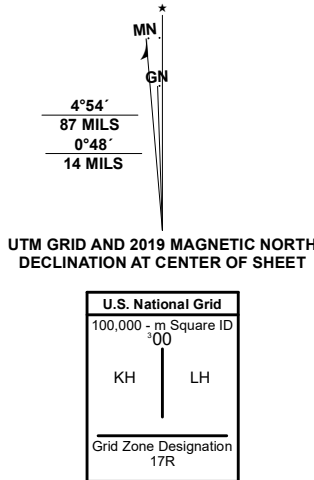 ★
MN
GN
4°54´
87 MILS
0°48´
14 MILS
UTM GRID AND 2019 MAGNETIC NORTH
DECLINATION AT CENTER OF SHEET
U.S. National Grid
100,000 - m Square ID
³00
KH LH
Grid Zone Designation
17R